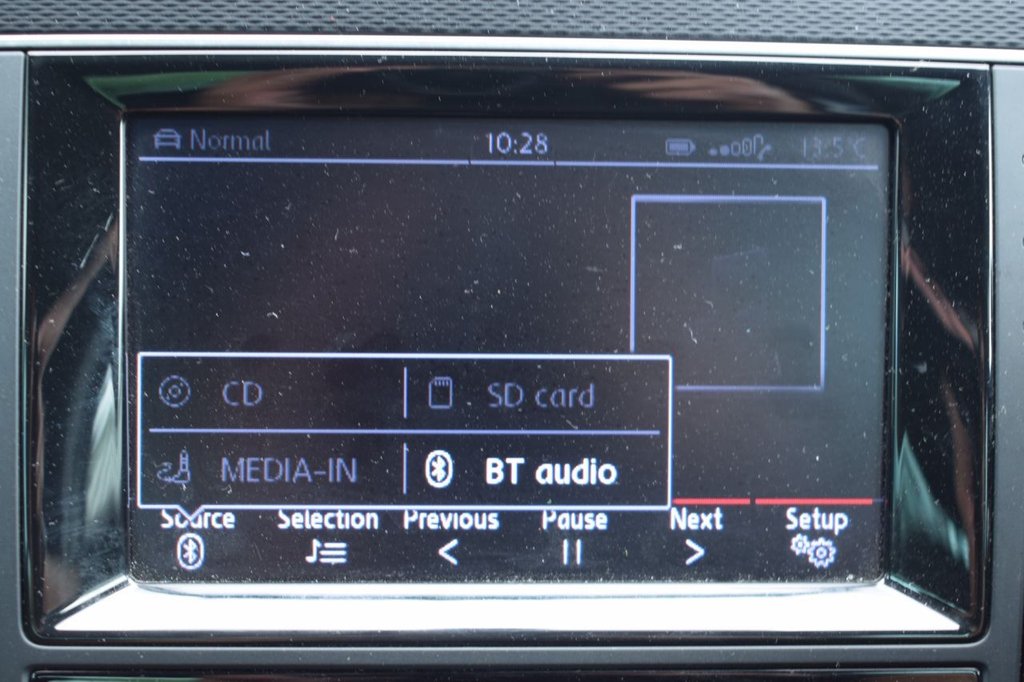 Normal 10:28 13.5°C
CD SD card
MEDIA-IN BT audio
Source Selection Previous Pause Next Setup